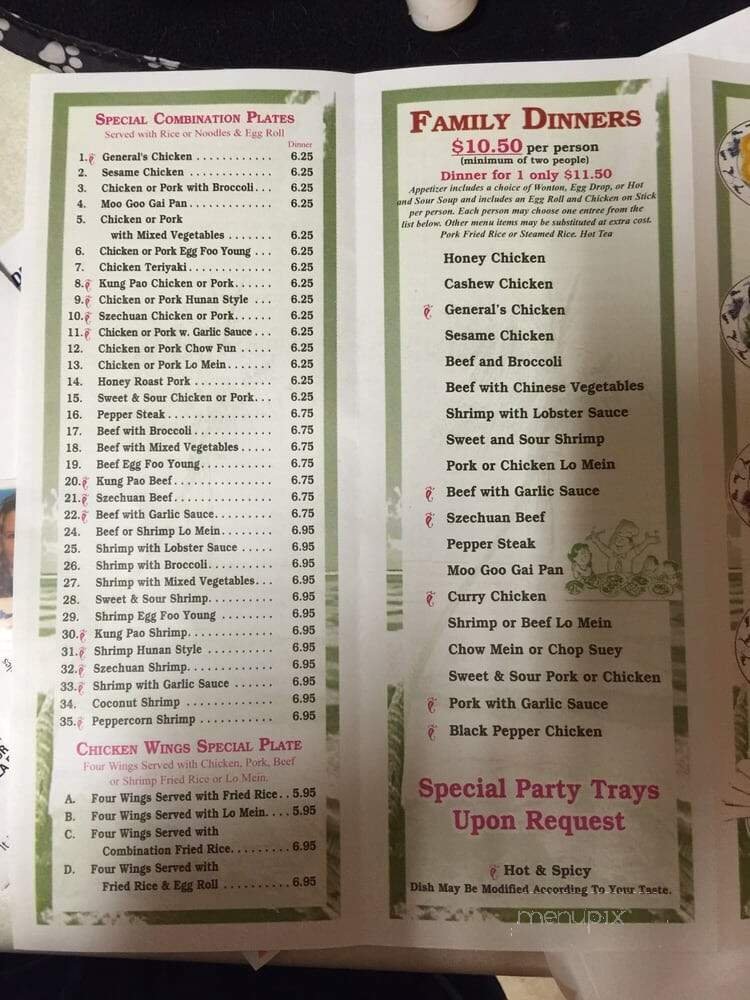 SPECIAL COMBINATION PLATES
Served with Rice or Noodles & Egg Roll
Dinner
1. General's Chicken . . . . . . . . . . . . 6.25
2. Sesame Chicken . . . . . . . . . . . . . 6.25
3. Chicken or Pork with Broccoli . . . 6.25
4. Moo Goo Gai Pan . . . . . . . . . . . . . 6.25
5. Chicken or Pork
with Mixed Vegetables . . . . . . . 6.25
6. Chicken or Pork Egg Foo Young . . . 6.25
7. Chicken Teriyaki . . . . . . . . . . . . . 6.25
8. Kung Pao Chicken or Pork . . . . . . 6.25
9. Chicken or Pork Hunan Style . . . 6.25
10. Szechuan Chicken or Pork . . . . . . 6.25
11. Chicken or Pork w. Garlic Sauce . . . 6.25
12. Chicken or Pork Chow Fun . . . . . 6.25
13. Chicken or Pork Lo Mein . . . . . . . 6.25
14. Honey Roast Pork . . . . . . . . . . . . 6.25
15. Sweet & Sour Chicken or Pork . . . 6.25
16. Pepper Steak . . . . . . . . . . . . . . . . 6.75
17. Beef with Broccoli . . . . . . . . . . . . 6.75
18. Beef with Mixed Vegetables . . . . . 6.75
19. Beef Egg Foo Young . . . . . . . . . . . 6.75
20. Kung Pao Beef . . . . . . . . . . . . . . . 6.75
21. Szechuan Beef . . . . . . . . . . . . . . . 6.75
22. Beef with Garlic Sauce . . . . . . . . . 6.75
24. Beef or Shrimp Lo Mein . . . . . . . . 6.95
25. Shrimp with Lobster Sauce . . . . . 6.95
26. Shrimp with Broccoli . . . . . . . . . . 6.95
27. Shrimp with Mixed Vegetables . . . 6.95
28. Sweet & Sour Shrimp . . . . . . . . . . 6.95
29. Shrimp Egg Foo Young . . . . . . . . 6.95
30. Kung Pao Shrimp . . . . . . . . . . . . . 6.95
31. Shrimp Hunan Style . . . . . . . . . . 6.95
32. Szechuan Shrimp . . . . . . . . . . . . . 6.95
33. Shrimp with Garlic Sauce . . . . . . 6.95
34. Coconut Shrimp . . . . . . . . . . . . . 6.95
35. Peppercorn Shrimp . . . . . . . . . . . 6.95
CHICKEN WINGS SPECIAL PLATE
Four Wings Served with Chicken, Pork, Beef
or Shrimp Fried Rice or Lo Mein.
A. Four Wings Served with Fried Rice . . 5.95
B. Four Wings Served with Lo Mein . . . . 5.95
C. Four Wings Served with
Combination Fried Rice . . . . . . . . . 6.95
D. Four Wings Served with
Fried Rice & Egg Roll . . . . . . . . . . 6.95
FAMILY DINNERS
$10.50 per person
(minimum of two people)
Dinner for 1 only $11.50
Appetizer includes a choice of Wonton, Egg Drop, or Hot
and Sour Soup and includes an Egg Roll and Chicken on Stick
per person. Each person may choose one entree from the
list below. Other menu items may be substituted at extra cost.
Pork Fried Rice or Steamed Rice. Hot Tea
Honey Chicken
Cashew Chicken
General's Chicken
Sesame Chicken
Beef and Broccoli
Beef with Chinese Vegetables
Shrimp with Lobster Sauce
Sweet and Sour Shrimp
Pork or Chicken Lo Mein
Beef with Garlic Sauce
Szechuan Beef
Pepper Steak
Moo Goo Gai Pan
Curry Chicken
Shrimp or Beef Lo Mein
Chow Mein or Chop Suey
Sweet & Sour Pork or Chicken
Pork with Garlic Sauce
Black Pepper Chicken
Special Party Trays
Upon Request
Hot & Spicy
Dish May Be Modified According To Your Taste.
menupix